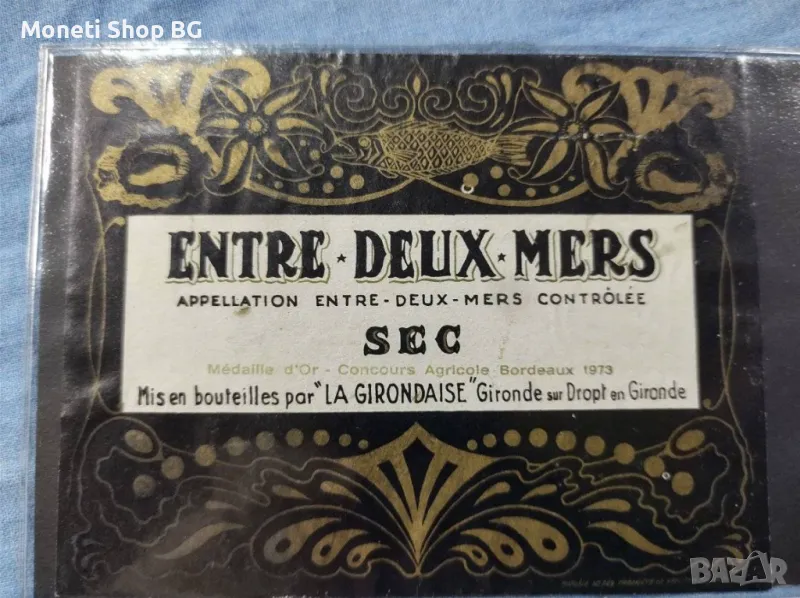 Moneti Shop BG
ENTRE ⋆ DEUX ⋆ MERS
APPELLATION ENTRE-DEUX-MERS CONTRÔLÉE
SEC
Médaille d'Or - Concours Agricole Bordeaux 1973
Mis en bouteilles par "LA GIRONDAISE" Gironde sur Dropt en Gironde
BAZAR